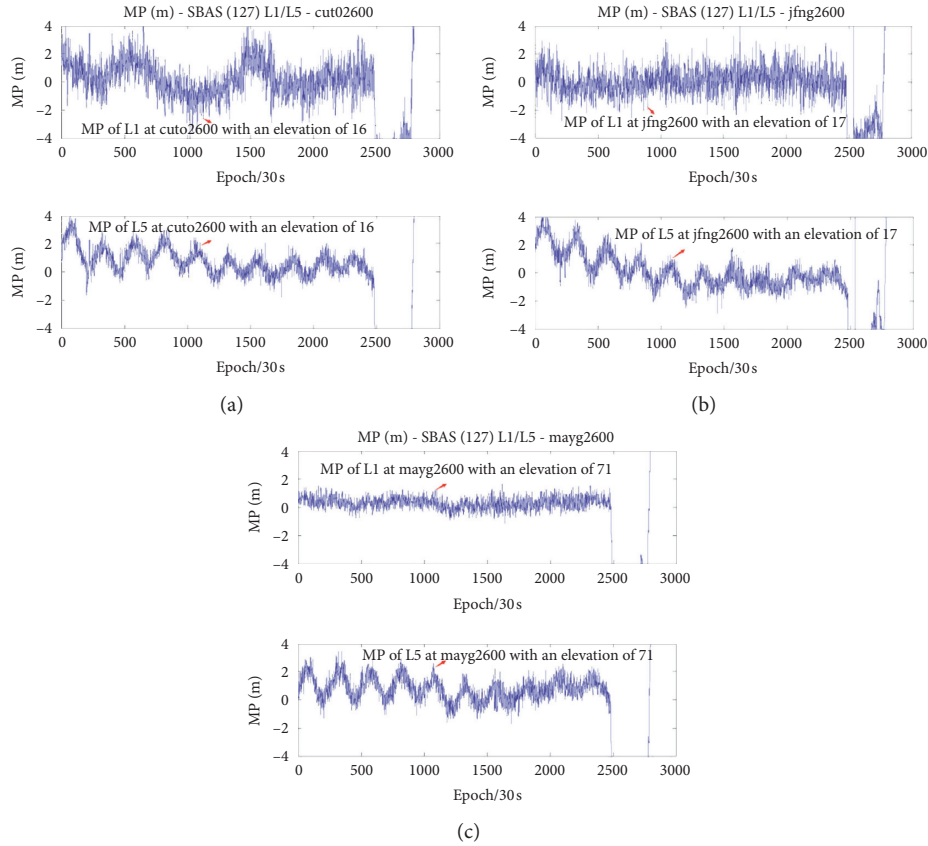 MP (m) - SBAS (127) L1/L5 - cut02600
4
2
0
−2
−4
MP (m)
MP of L1 at cuto2600 with an elevation of 16
0 500 1000 1500 2000 2500 3000
Epoch/30 s
4
2
0
−2
−4
MP (m)
MP of L5 at cuto2600 with an elevation of 16
0 500 1000 1500 2000 2500 3000
Epoch/30 s
(a)
MP (m) - SBAS (127) L1/L5 - jfng2600
4
2
0
−2
−4
MP (m)
MP of L1 at jfng2600 with an elevation of 17
0 500 1000 1500 2000 2500 3000
Epoch/30 s
4
2
0
−2
−4
MP (m)
MP of L5 at jfng2600 with an elevation of 17
0 500 1000 1500 2000 2500 3000
Epoch/30 s
(b)
MP (m) - SBAS (127) L1/L5 - mayg2600
4
2
0
−2
−4
MP (m)
MP of L1 at mayg2600 with an elevation of 71
0 500 1000 1500 2000 2500 3000
Epoch/30 s
4
2
0
−2
−4
MP (m)
MP of L5 at mayg2600 with an elevation of 71
0 500 1000 1500 2000 2500 3000
Epoch/30 s
(c)